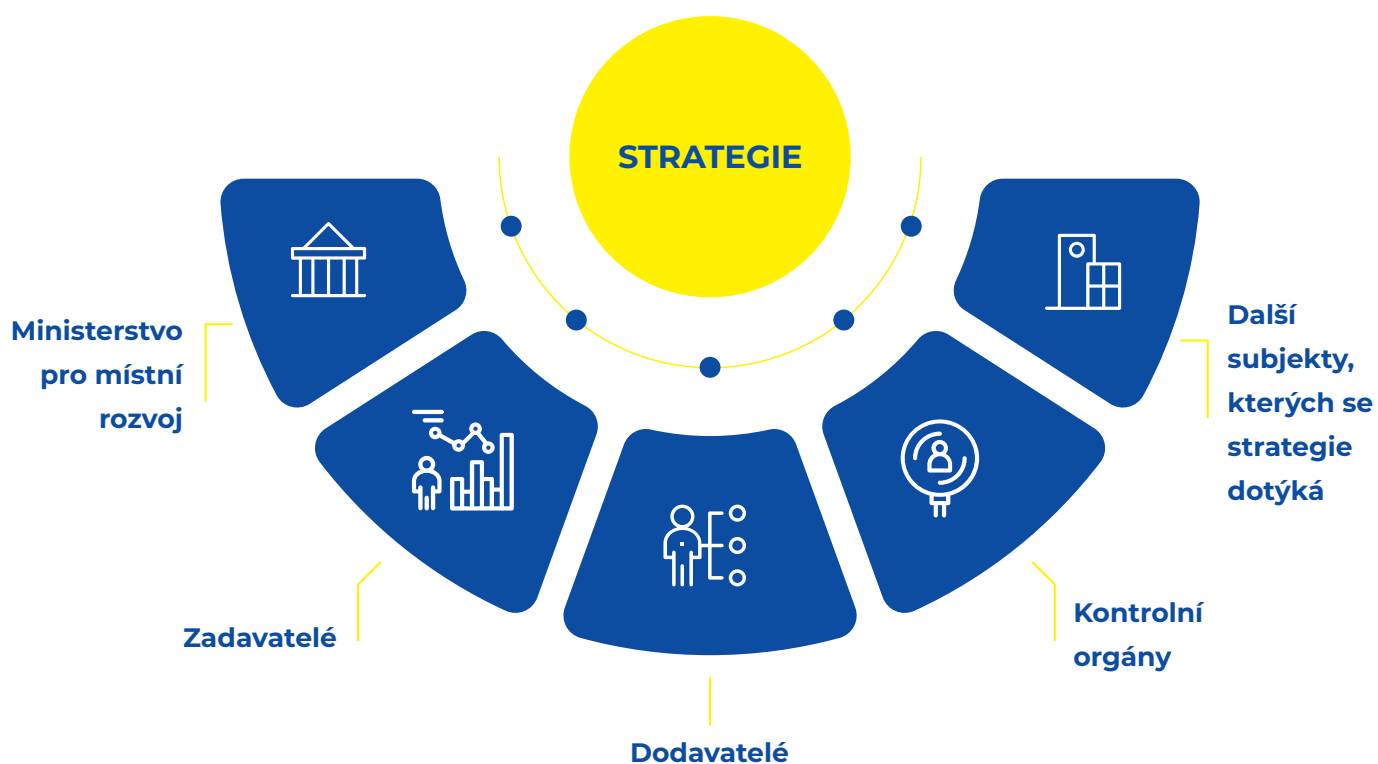 STRATEGIE
Ministerstvo
pro místní
rozvoj
Zadavatelé
Dodavatelé
Kontrolní
orgány
Další
subjekty,
kterých se
strategie
dotýká